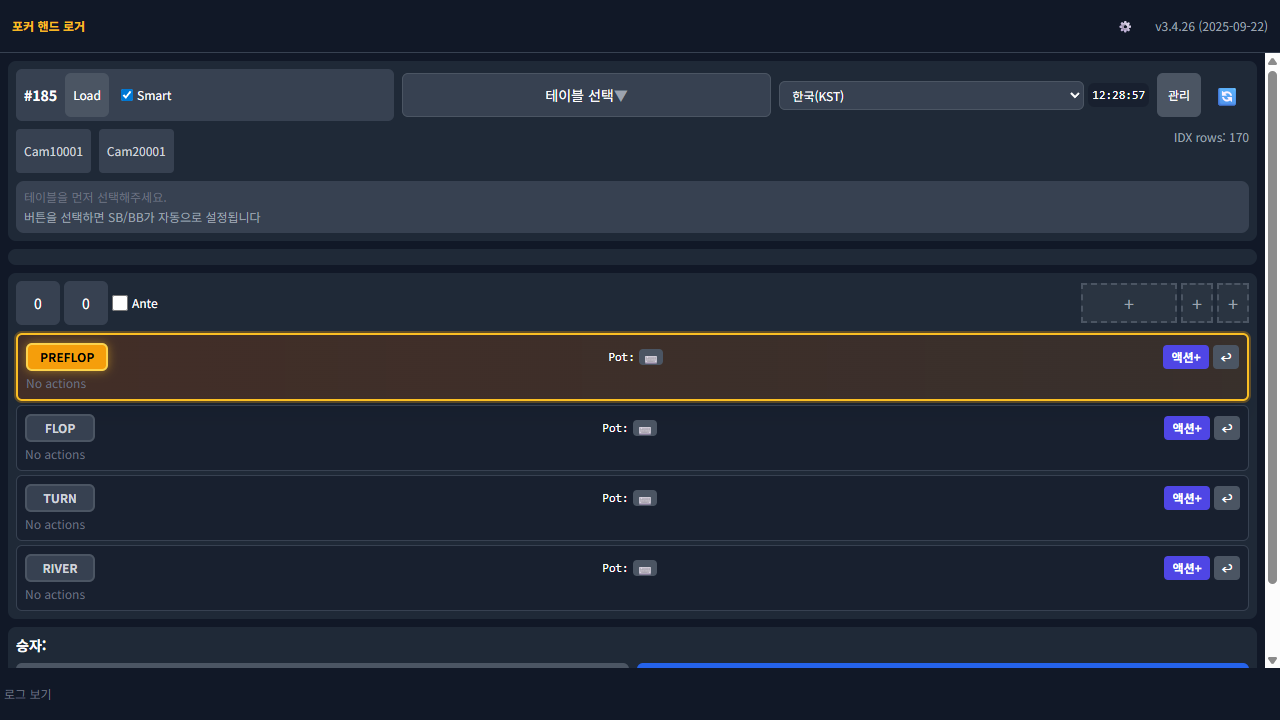 포커 핸드 로거
v3.4.26 (2025-09-22)
#185 Load Smart 테이블 선택▼ 한국(KST) 12:28:57 관리
Cam10001 Cam20001 IDX rows: 170
테이블을 먼저 선택해주세요.
버튼을 선택하면 SB/BB가 자동으로 설정됩니다
0 0 Ante + + +
PREFLOP Pot: 액션+ ↩
No actions
FLOP Pot: 액션+ ↩
No actions
TURN Pot: 액션+ ↩
No actions
RIVER Pot: 액션+ ↩
No actions
승자:
로그 보기